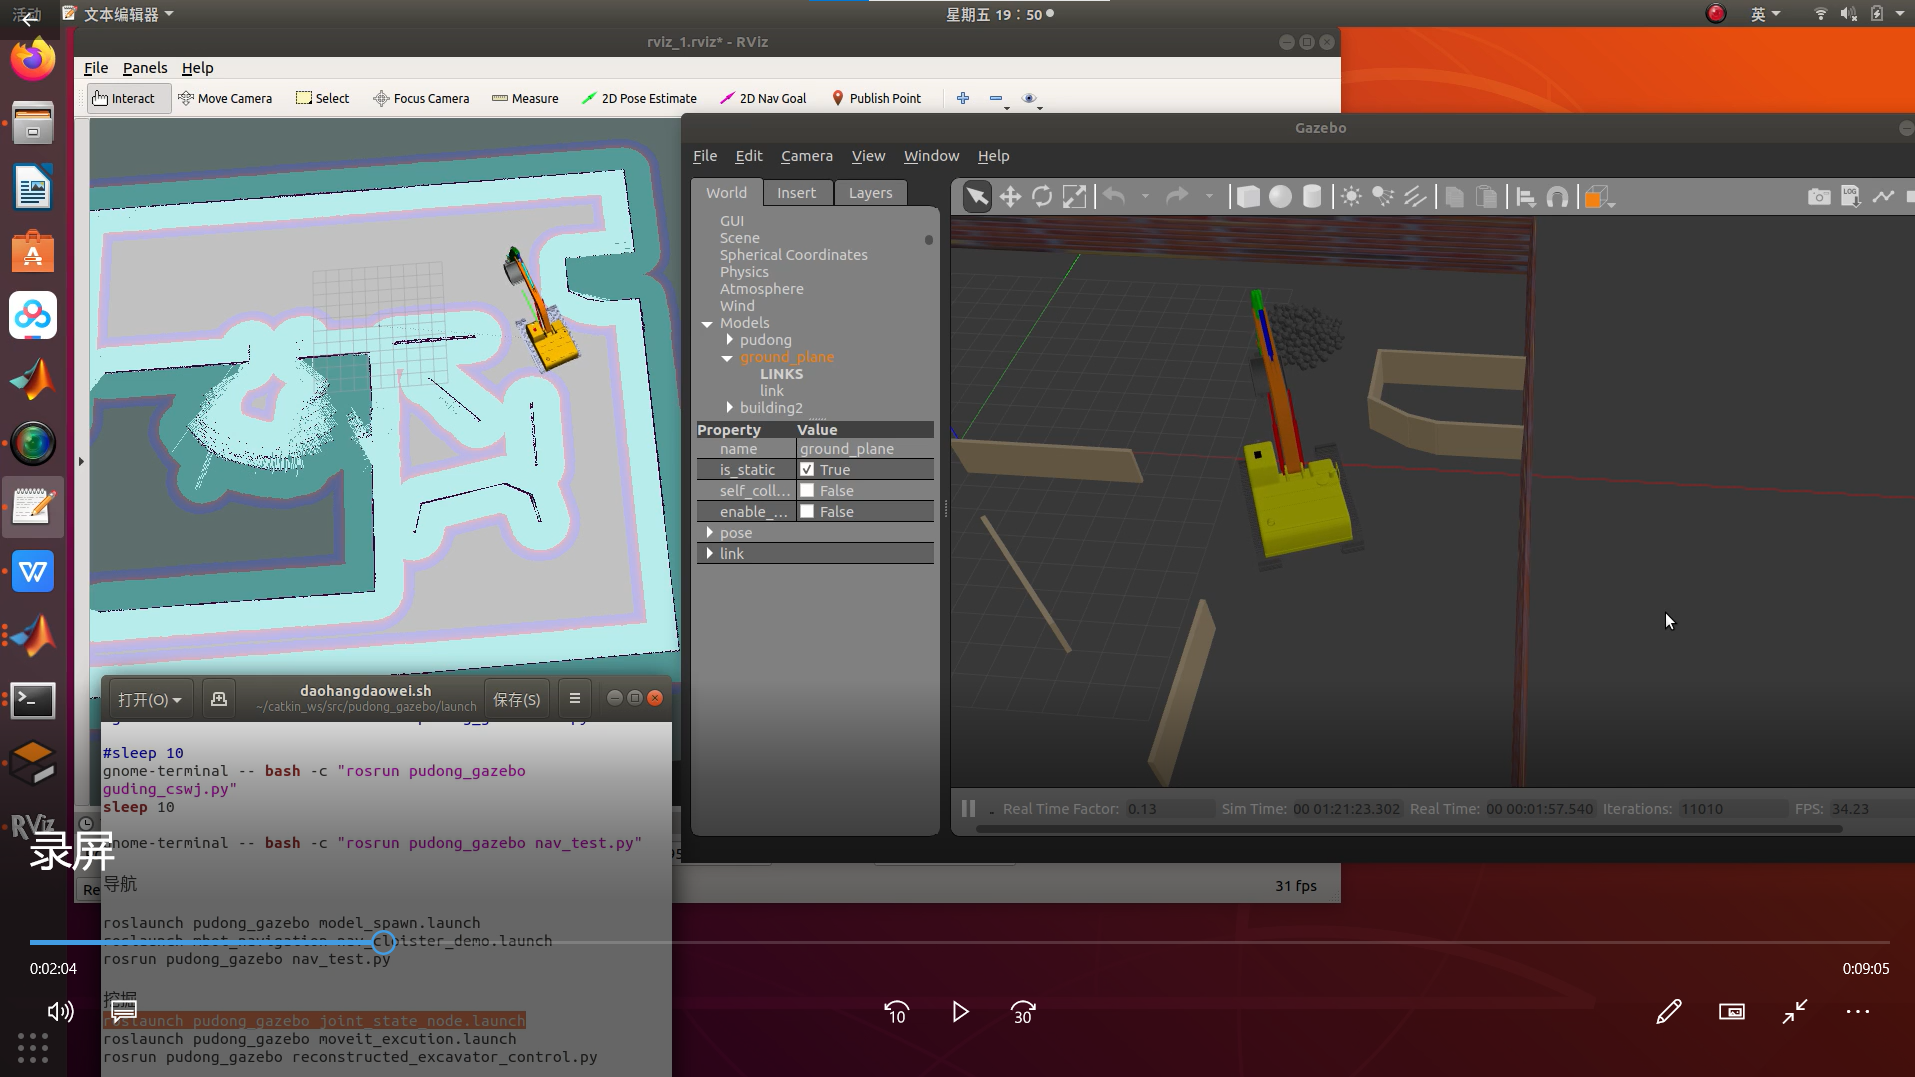 活动
文本编辑器
星期五 19：50
英
rviz_1.rviz* - RViz
File Panels Help
Interact Move Camera Select Focus Camera Measure 2D Pose Estimate 2D Nav Goal Publish Point
Gazebo
File Edit Camera View Window Help
World Insert Layers
GUI
Scene
Spherical Coordinates
Physics
Atmosphere
Wind
Models
pudong
ground_plane
LINKS
link
building2
Property Value
name ground_plane
is_static True
self_coll... False
enable_... False
pose
link
LOG
Real Time Factor: 0.13 Sim Time: 00 01:21:23.302 Real Time: 00 00:01:57.540 Iterations: 11010 FPS: 34.23
打开(O)
daohangdaowei.sh
~/catkin_ws/src/pudong_gazebo/launch
保存(S)
#sleep 10
gnome-terminal -- bash -c "rosrun pudong_gazebo
guding_cswj.py"
sleep 10
gnome-terminal -- bash -c "rosrun pudong_gazebo nav_test.py"
导航
roslaunch pudong_gazebo model_spawn.launch
roslaunch mbot_navigation nav_cloister_demo.launch
rosrun pudong_gazebo nav_test.py
挖掘
roslaunch pudong_gazebo joint_state_node.launch
roslaunch pudong_gazebo moveit_excution.launch
rosrun pudong_gazebo reconstructed_excavator_control.py
RViz
录屏
Re
31 fps
0:02:04
0:09:05
10
30